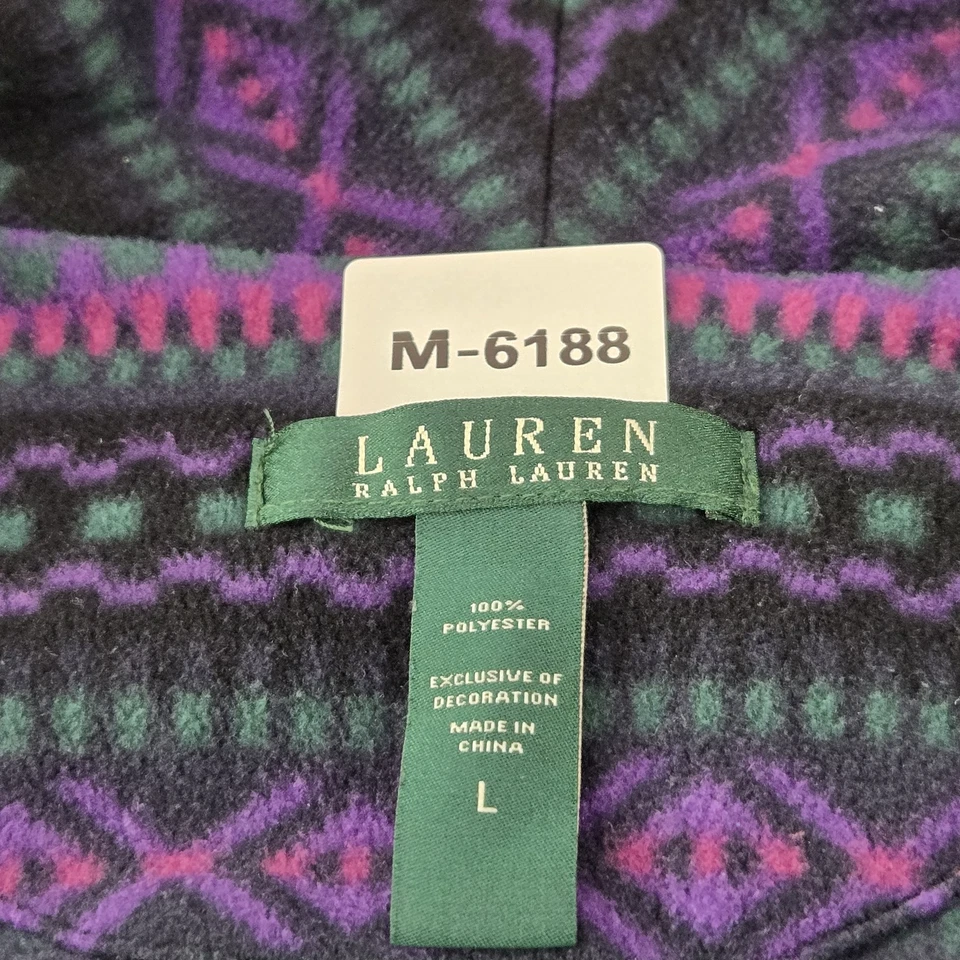 M-6188
LAUREN
RALPH LAUREN
100%
POLYESTER
EXCLUSIVE OF
DECORATION
MADE IN
CHINA
L